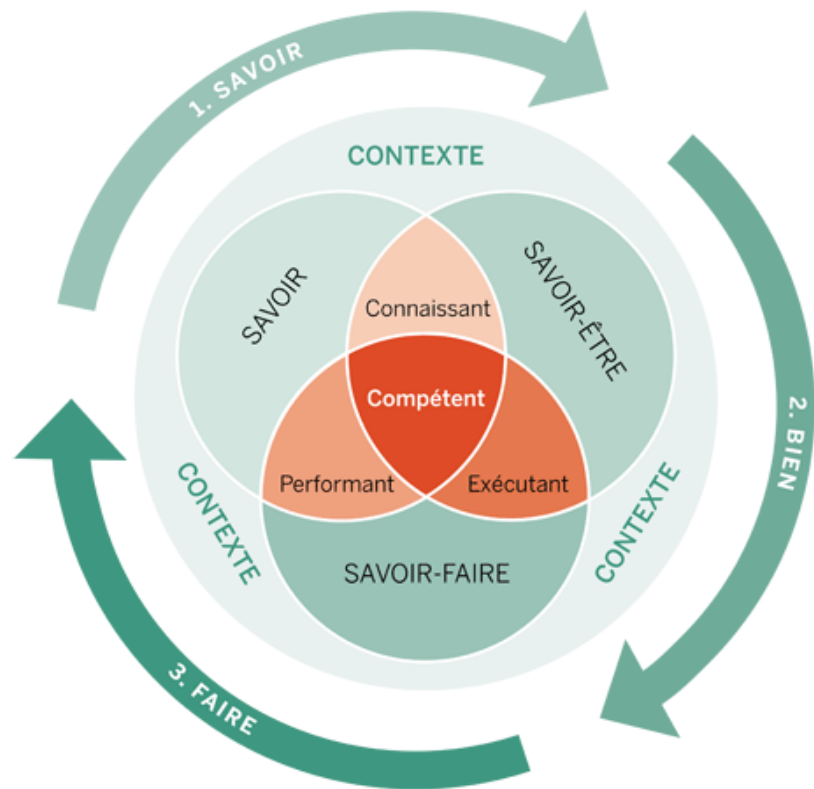 1. SAVOIR
CONTEXTE
SAVOIR
SAVOIR-ÊTRE
Connaissant
Compétent
2. BIEN
Performant
Exécutant
CONTEXTE
CONTEXTE
SAVOIR-FAIRE
3. FAIRE